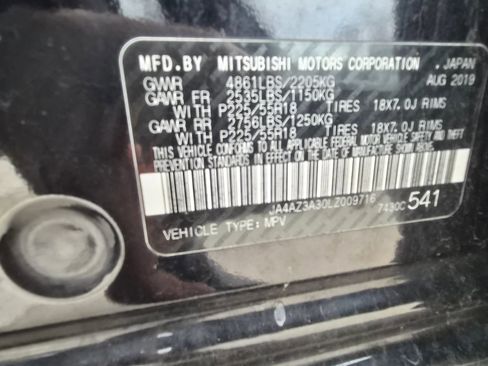 MFD.BY MITSUBISHI MOTORS CORPORATION , JAPAN
GVWR 4861LBS/2205KG AUG 2019
GAWR FR 2535LBS/1150KG
WITH P225/55R18 TIRES 18X7.0J RIMS
GAWR RR 2756LBS/1250KG
WITH P225/55R18 TIRES 18X7.0J RIMS
THIS VEHICLE CONFORMS TO ALL APPLICABLE FEDERAL
MOTOR VEHICLE SAFETY, BUMPER AND THEFT
PREVENTION STANDARDS IN EFFECT ON THE DATE OF
MANUFACTURE SHOWN ABOVE.
JA4AZ3A30LZ009716
7430C 541
VEHICLE TYPE: MPV